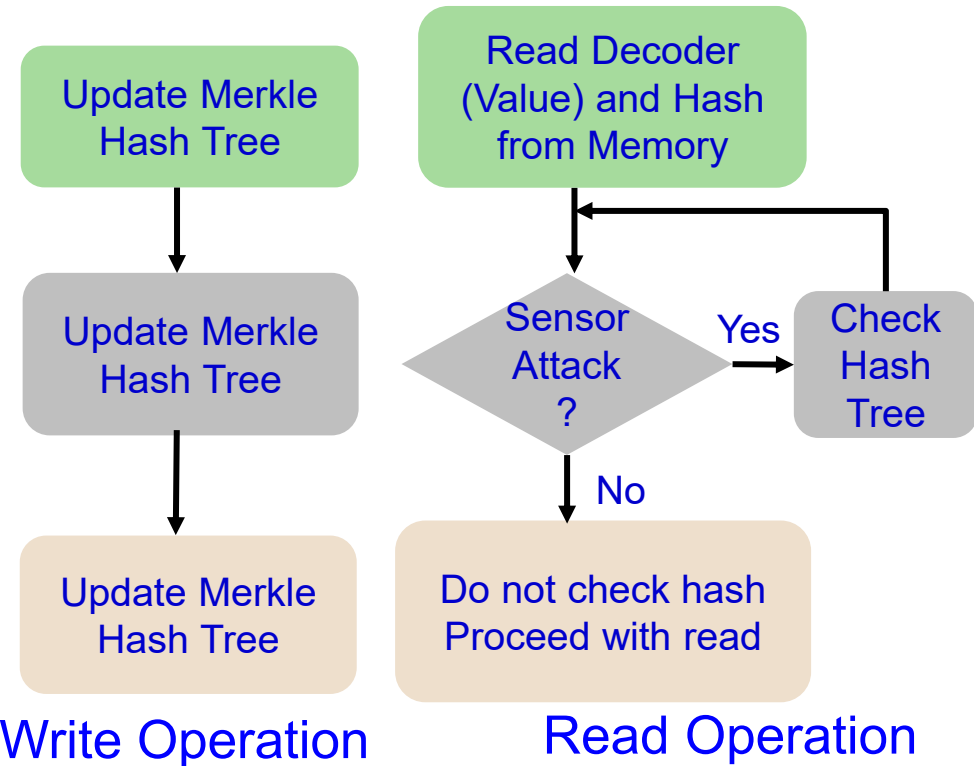 Update Merkle
Hash Tree
Update Merkle
Hash Tree
Update Merkle
Hash Tree
Write Operation
Read Decoder
(Value) and Hash
from Memory
Sensor
Attack
?
Yes
Check
Hash
Tree
No
Do not check hash
Proceed with read
Read Operation